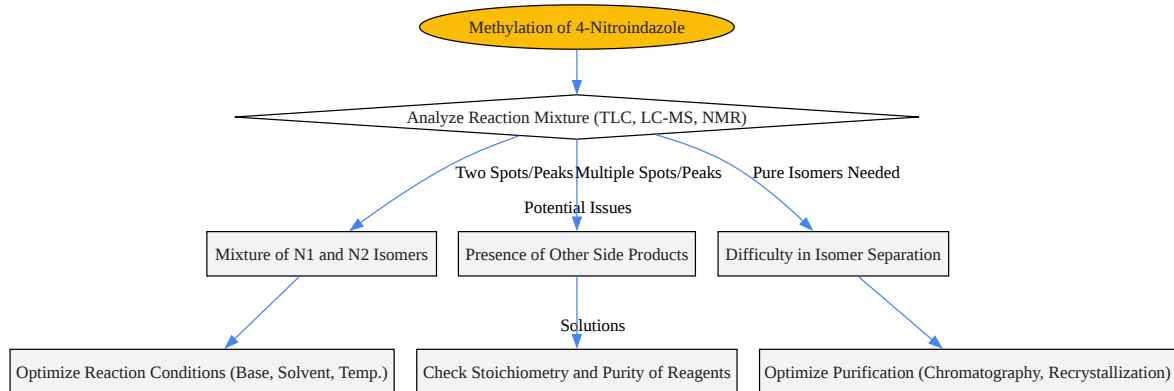 Methylation of 4-Nitroindazole
Analyze Reaction Mixture (TLC, LC-MS, NMR)
Two Spots/Peaks
Multiple Spots/Peaks
Pure Isomers Needed
Potential Issues
Mixture of N1 and N2 Isomers
Presence of Other Side Products
Difficulty in Isomer Separation
Solutions
Optimize Reaction Conditions (Base, Solvent, Temp.)
Check Stoichiometry and Purity of Reagents
Optimize Purification (Chromatography, Recrystallization)